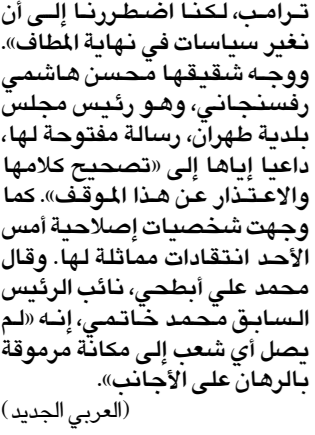 ترامب، لكنا اضطررنا إلى أن
نغير سياسات في نهاية المطاف».
ووجه شقيقها محسن هاشمي
رفسنجاني، وهو رئيس مجلس
بلدية طهران، رسالة مفتوحة لها،
داعيا إياها إلى «تصحيح كلامها
والاعتذار عن هذا الموقف». كما
وجهت شخصيات إصلاحية أمس
الأحد انتقادات مماثلة لها. وقال
محمد علي أبطحي، نائب الرئيس
السابق محمد خاتمي، إنه «لم
يصل أي شعب إلى مكانة مرموقة
بالرهان على الأجانب».
(العربي الجديد)